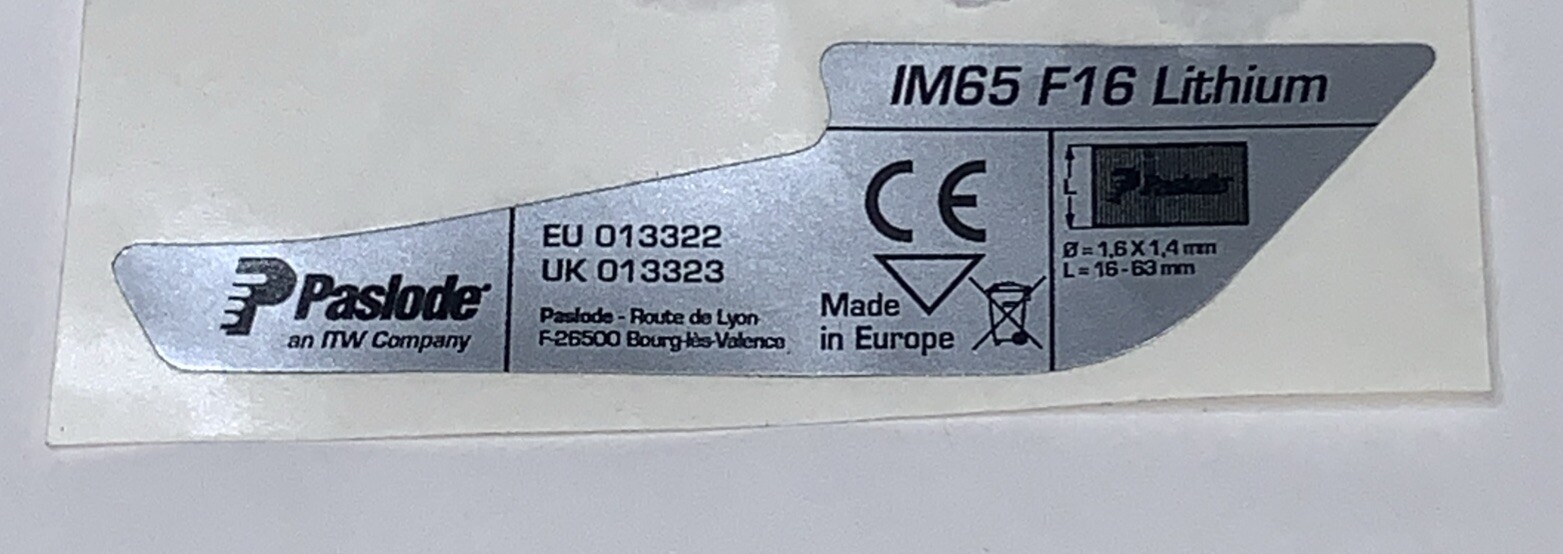 IM65 F16 Lithium
Paslode
an ITW Company
EU 013322
UK 013323
Paslode - Route de Lyon
F-26500 Bourg-lès-Valence
CE
Made
in Europe
L
Paslode
Ø = 1,6 X 1,4 mm
L = 16 - 63 mm